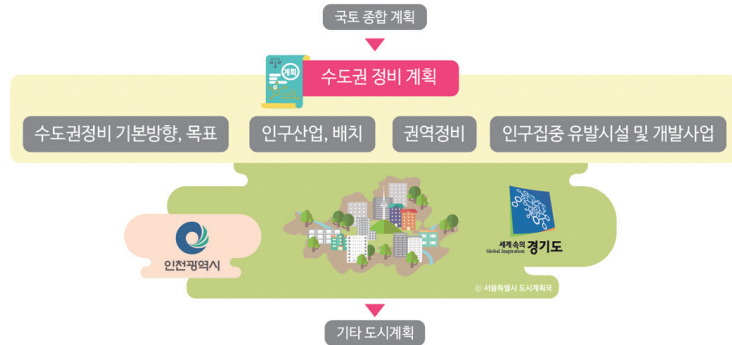 국토 종합 계획
계획
수도권 정비 계획
수도권정비 기본방향, 목표
인구산업, 배치
권역정비
인구집중 유발시설 및 개발사업
인천광역시
세계속의 경기도
Global Inspiration
© 서울특별시 도시계획국
기타 도시계획